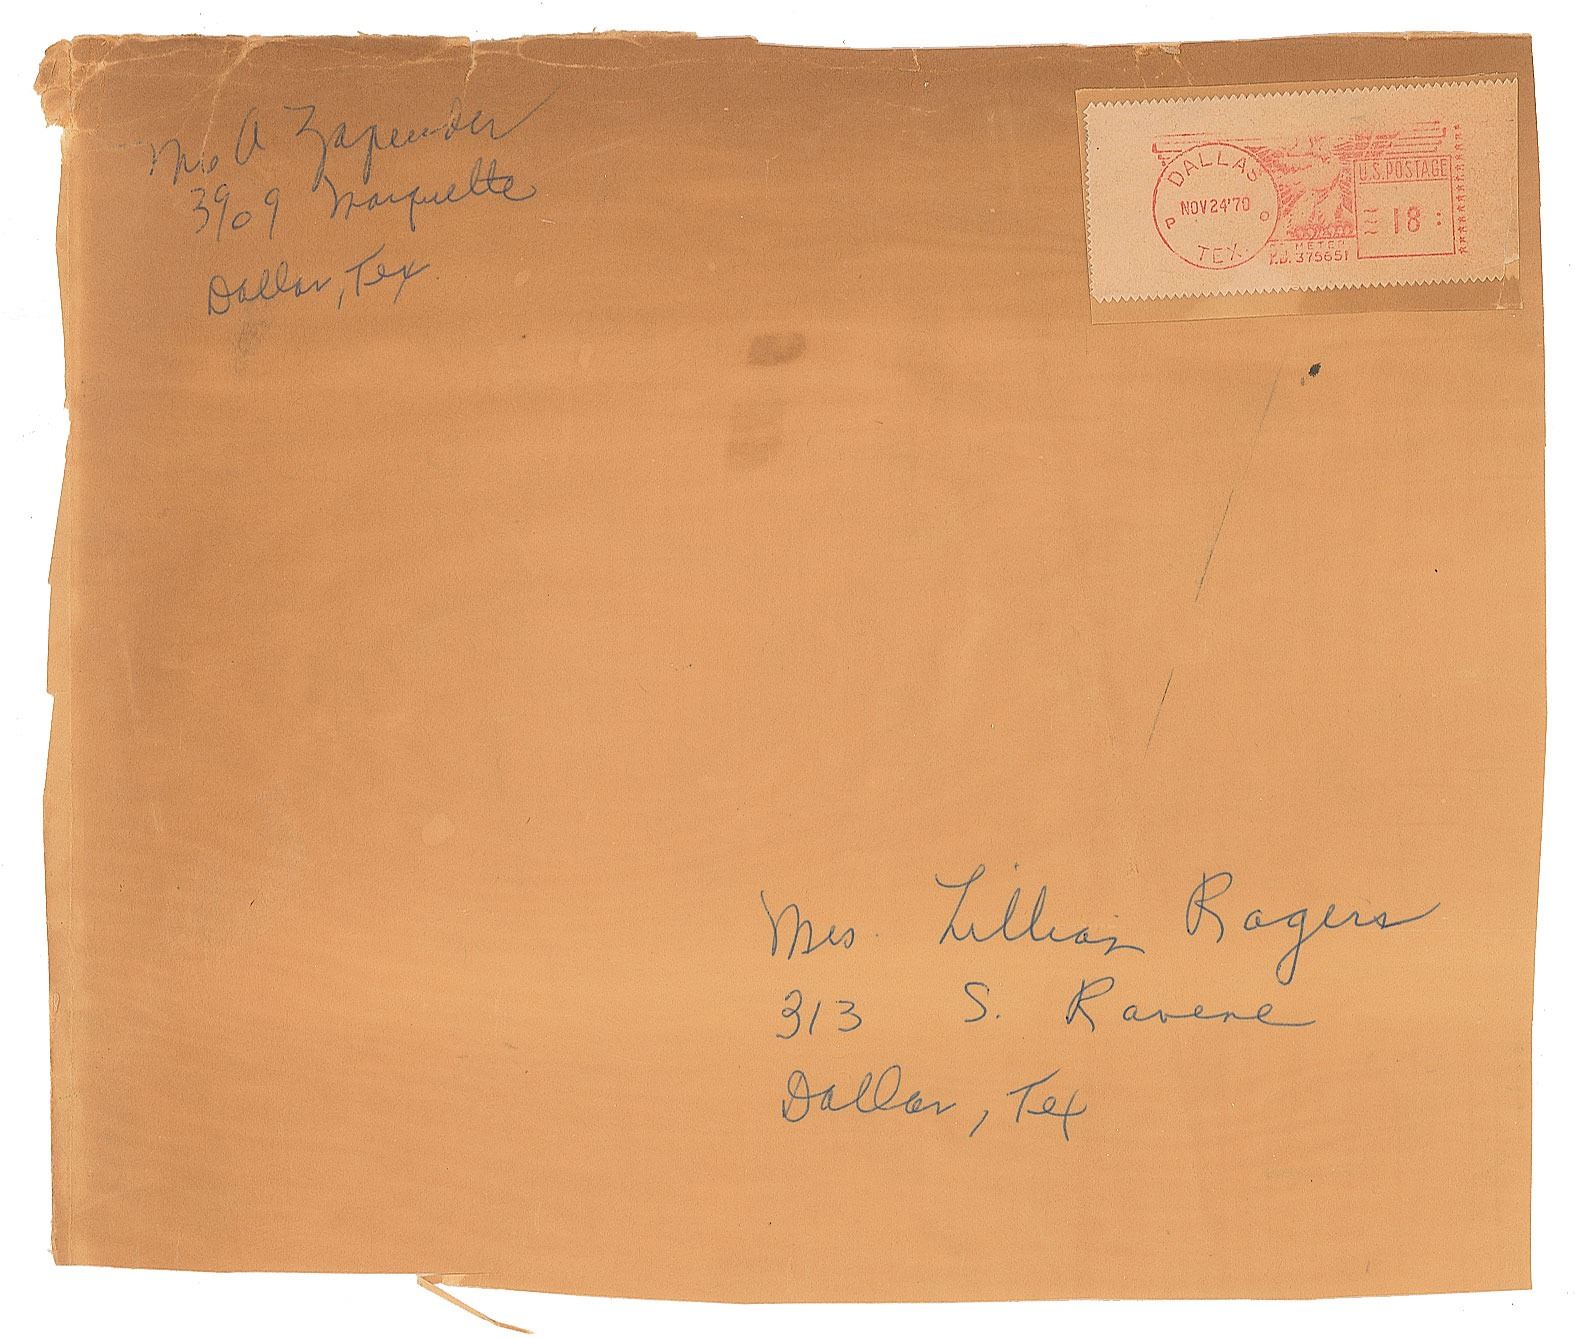 Mrs A Zapruder
3909 Marquette
Dallas, Tex
DALLAS
NOV 24 '70
P O
TEX.
U.S. POSTAGE
18
METER
P.B. 375651
Mrs. Lillian Rogers
313 S. Ravene
Dallas, Tex